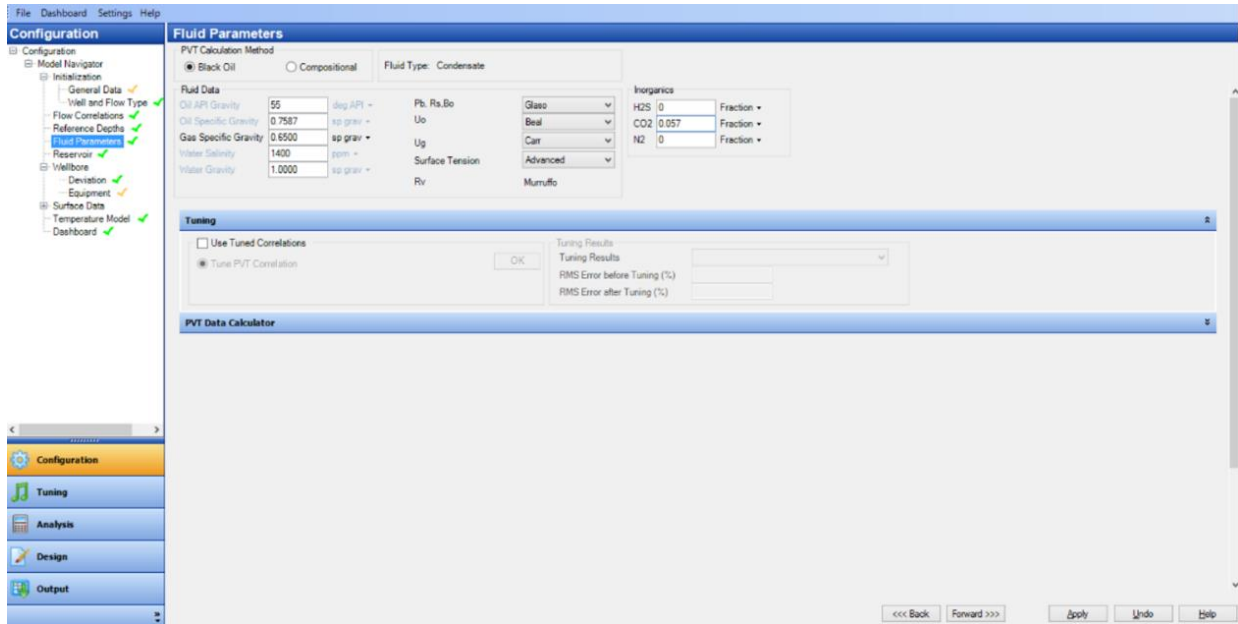 File Dashboard Settings Help
Configuration
Configuration
Model Navigator
Initialization
General Data
Well and Flow Type
Flow Correlations
Reference Depths
Fluid Parameters
Reservoir
Wellbore
Deviation
Equipment
Surface Data
Temperature Model
Dashboard
Configuration
Tuning
Analysis
Design
Output
Fluid Parameters
PVT Calculation Method
Black Oil Compositional
Fluid Type: Condensate
Fluid Data
Oil API Gravity 55 deg API
Oil Specific Gravity 0.7587 sp grav
Gas Specific Gravity 0.6500 sp grav
Water Salinity 1400 ppm
Water Gravity 1.0000 sp grav
Pb, Rs,Bo Glaso
Uo Beal
Ug Carr
Surface Tension Advanced
Rv Murruffo
Inorganics
H2S 0 Fraction
CO2 0.057 Fraction
N2 0 Fraction
Tuning
Use Tuned Correlations
Tune PVT Correlation OK
Tuning Results
Tuning Results
RMS Error before Tuning (%)
RMS Error after Tuning (%)
PVT Data Calculator
<<< Back Forward >>> Apply Undo Help